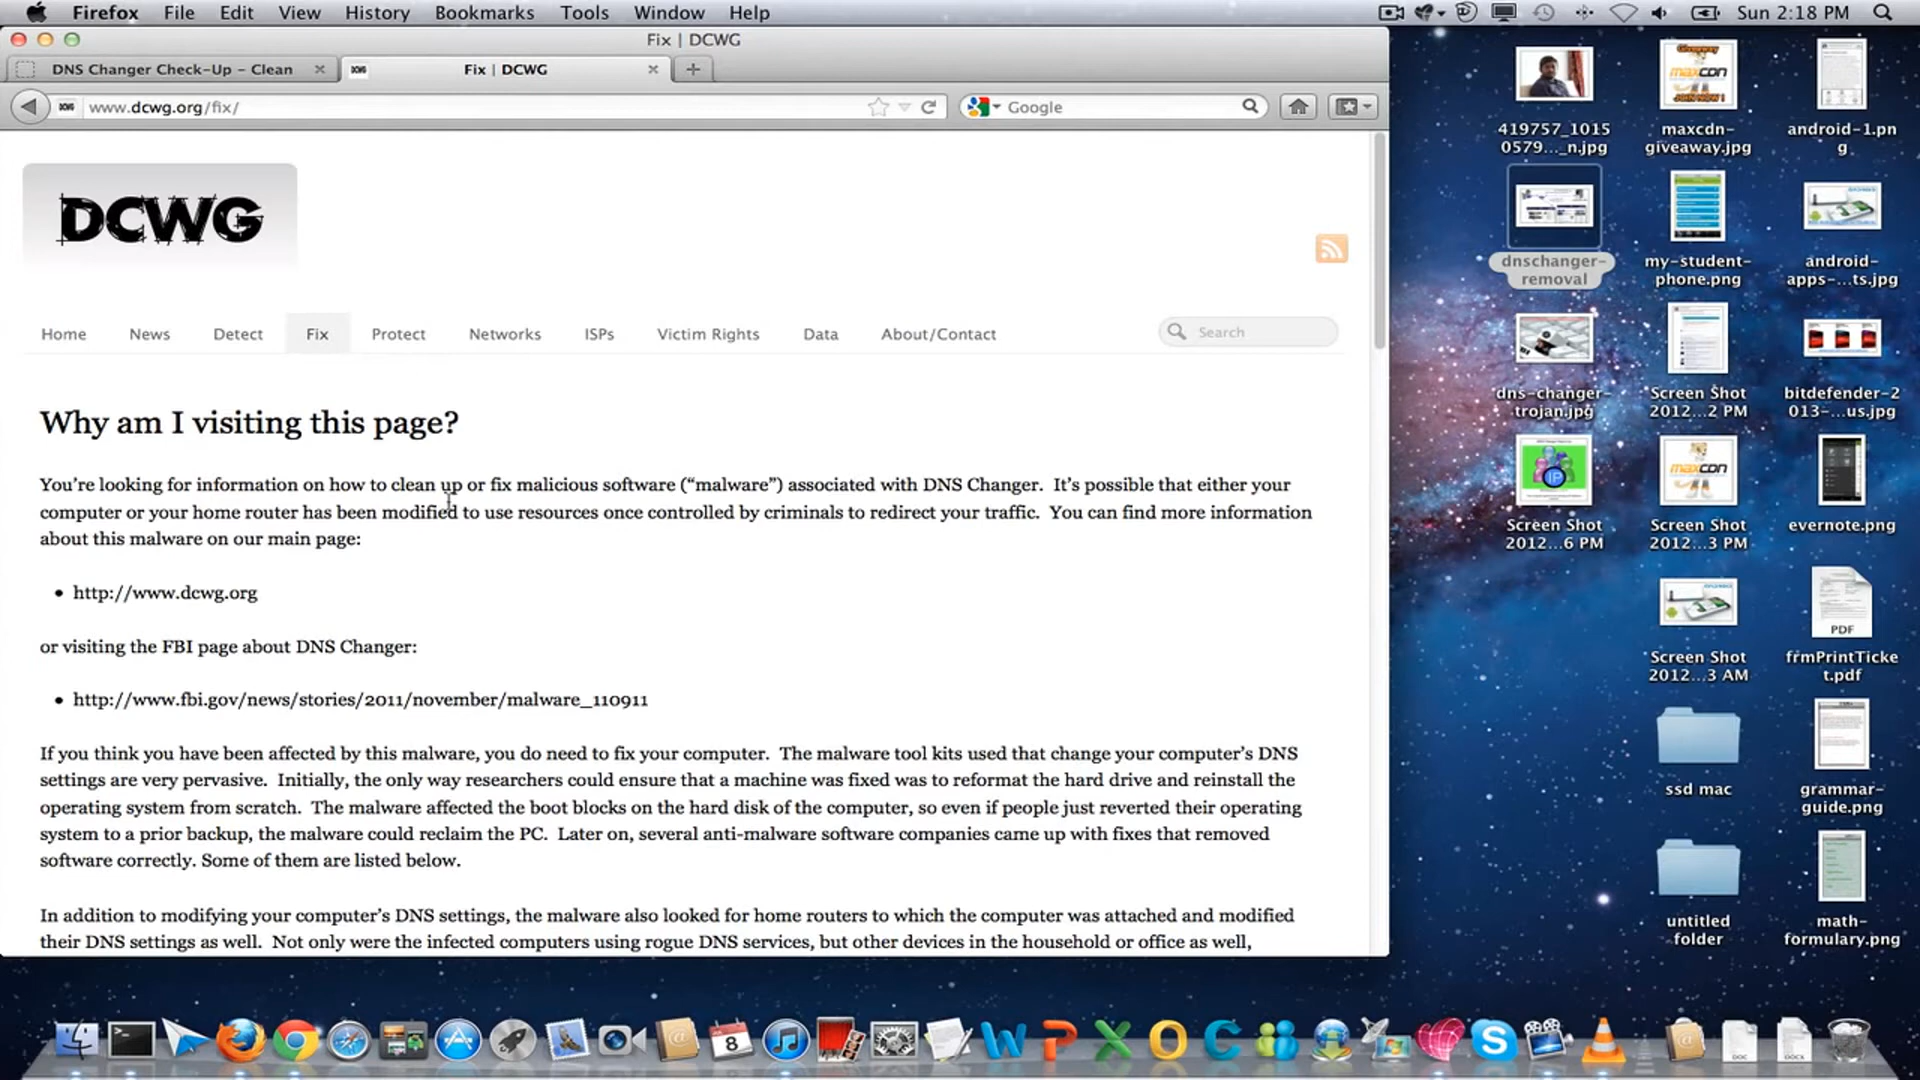 Firefox File Edit View History Bookmarks Tools Window Help Sun 2:18 PM
Fix | DCWG
DNS Changer Check-Up – Clean
Fix | DCWG
www.dcwg.org/fix/
Google
DCWG
Home News Detect Fix Protect Networks ISPs Victim Rights Data About/Contact Search
Why am I visiting this page?
You're looking for information on how to clean up or fix malicious software (“malware”) associated with DNS Changer. It's possible that either your
computer or your home router has been modified to use resources once controlled by criminals to redirect your traffic. You can find more information
about this malware on our main page:
• http://www.dcwg.org
or visiting the FBI page about DNS Changer:
• http://www.fbi.gov/news/stories/2011/november/malware_110911
If you think you have been affected by this malware, you do need to fix your computer. The malware tool kits used that change your computer's DNS
settings are very pervasive. Initially, the only way researchers could ensure that a machine was fixed was to reformat the hard drive and reinstall the
operating system from scratch. The malware affected the boot blocks on the hard disk of the computer, so even if people just reverted their operating
system to a prior backup, the malware could reclaim the PC. Later on, several anti-malware software companies came up with fixes that removed
software correctly. Some of them are listed below.
In addition to modifying your computer's DNS settings, the malware also looked for home routers to which the computer was attached and modified
their DNS settings as well. Not only were the infected computers using rogue DNS services, but other devices in the household or office as well,
419757_1015
0579..._n.jpg
maxcdn-
giveaway.jpg
android-1.pn
g
dnschanger-
removal
my-student-
phone.png
android-
apps-...ts.jpg
dns-changer-
trojan.jpg
Screen Shot
2012...2 PM
bitdefender-2
013-...us.jpg
Screen Shot
2012...6 PM
Screen Shot
2012...3 PM
evernote.png
Screen Shot
2012...3 AM
PDF
frmPrintTicke
t.pdf
ssd mac
grammar-
guide.png
untitled
folder
math-
formulary.png
maxcdn
maxcdn
8
DOC
DOCX